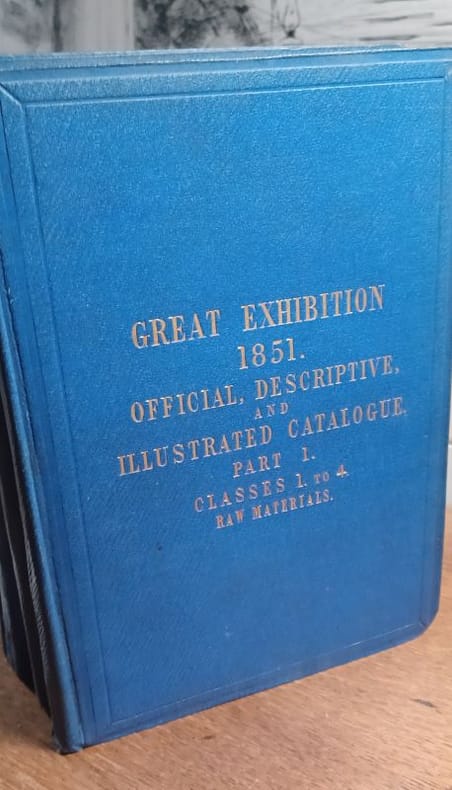 GREAT EXHIBITION
1851.
OFFICIAL, DESCRIPTIVE,
AND
ILLUSTRATED CATALOGUE.
PART 1.
CLASSES 1. TO 4.
RAW MATERIALS.